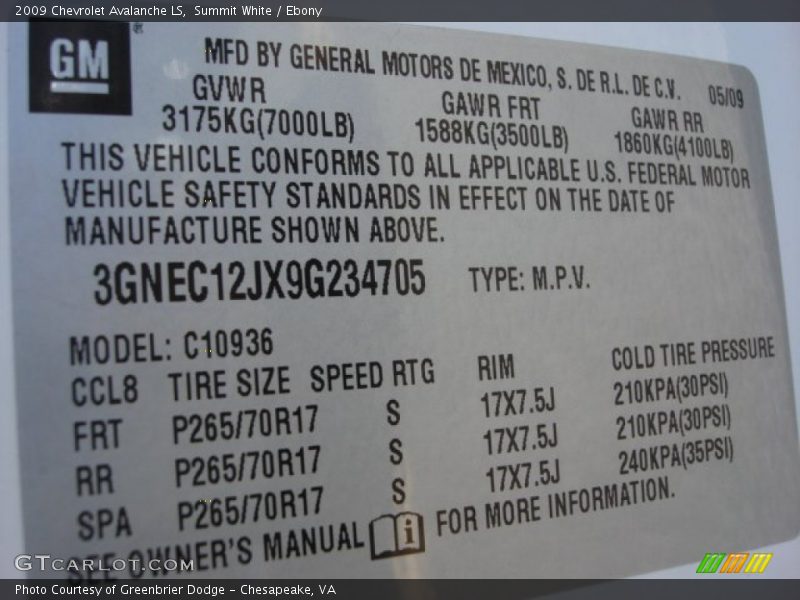 2009 Chevrolet Avalanche LS, Summit White / Ebony
GM
MFD BY GENERAL MOTORS DE MEXICO, S. DE R.L. DE C.V. 05/09
GVWR GAWR FRT GAWR RR
3175KG(7000LB) 1588KG(3500LB) 1860KG(4100LB)
THIS VEHICLE CONFORMS TO ALL APPLICABLE U.S. FEDERAL MOTOR
VEHICLE SAFETY STANDARDS IN EFFECT ON THE DATE OF
MANUFACTURE SHOWN ABOVE.
3GNEC12JX9G234705 TYPE: M.P.V.
MODEL: C10936
CCL8 TIRE SIZE SPEED RTG RIM COLD TIRE PRESSURE
FRT P265/70R17 S 17X7.5J 210KPA(30PSI)
RR P265/70R17 S 17X7.5J 210KPA(30PSI)
SPA P265/70R17 S 17X7.5J 240KPA(35PSI)
SEE OWNER'S MANUAL i FOR MORE INFORMATION.
GTCARLOT.COM
Photo Courtesy of Greenbrier Dodge - Chesapeake, VA